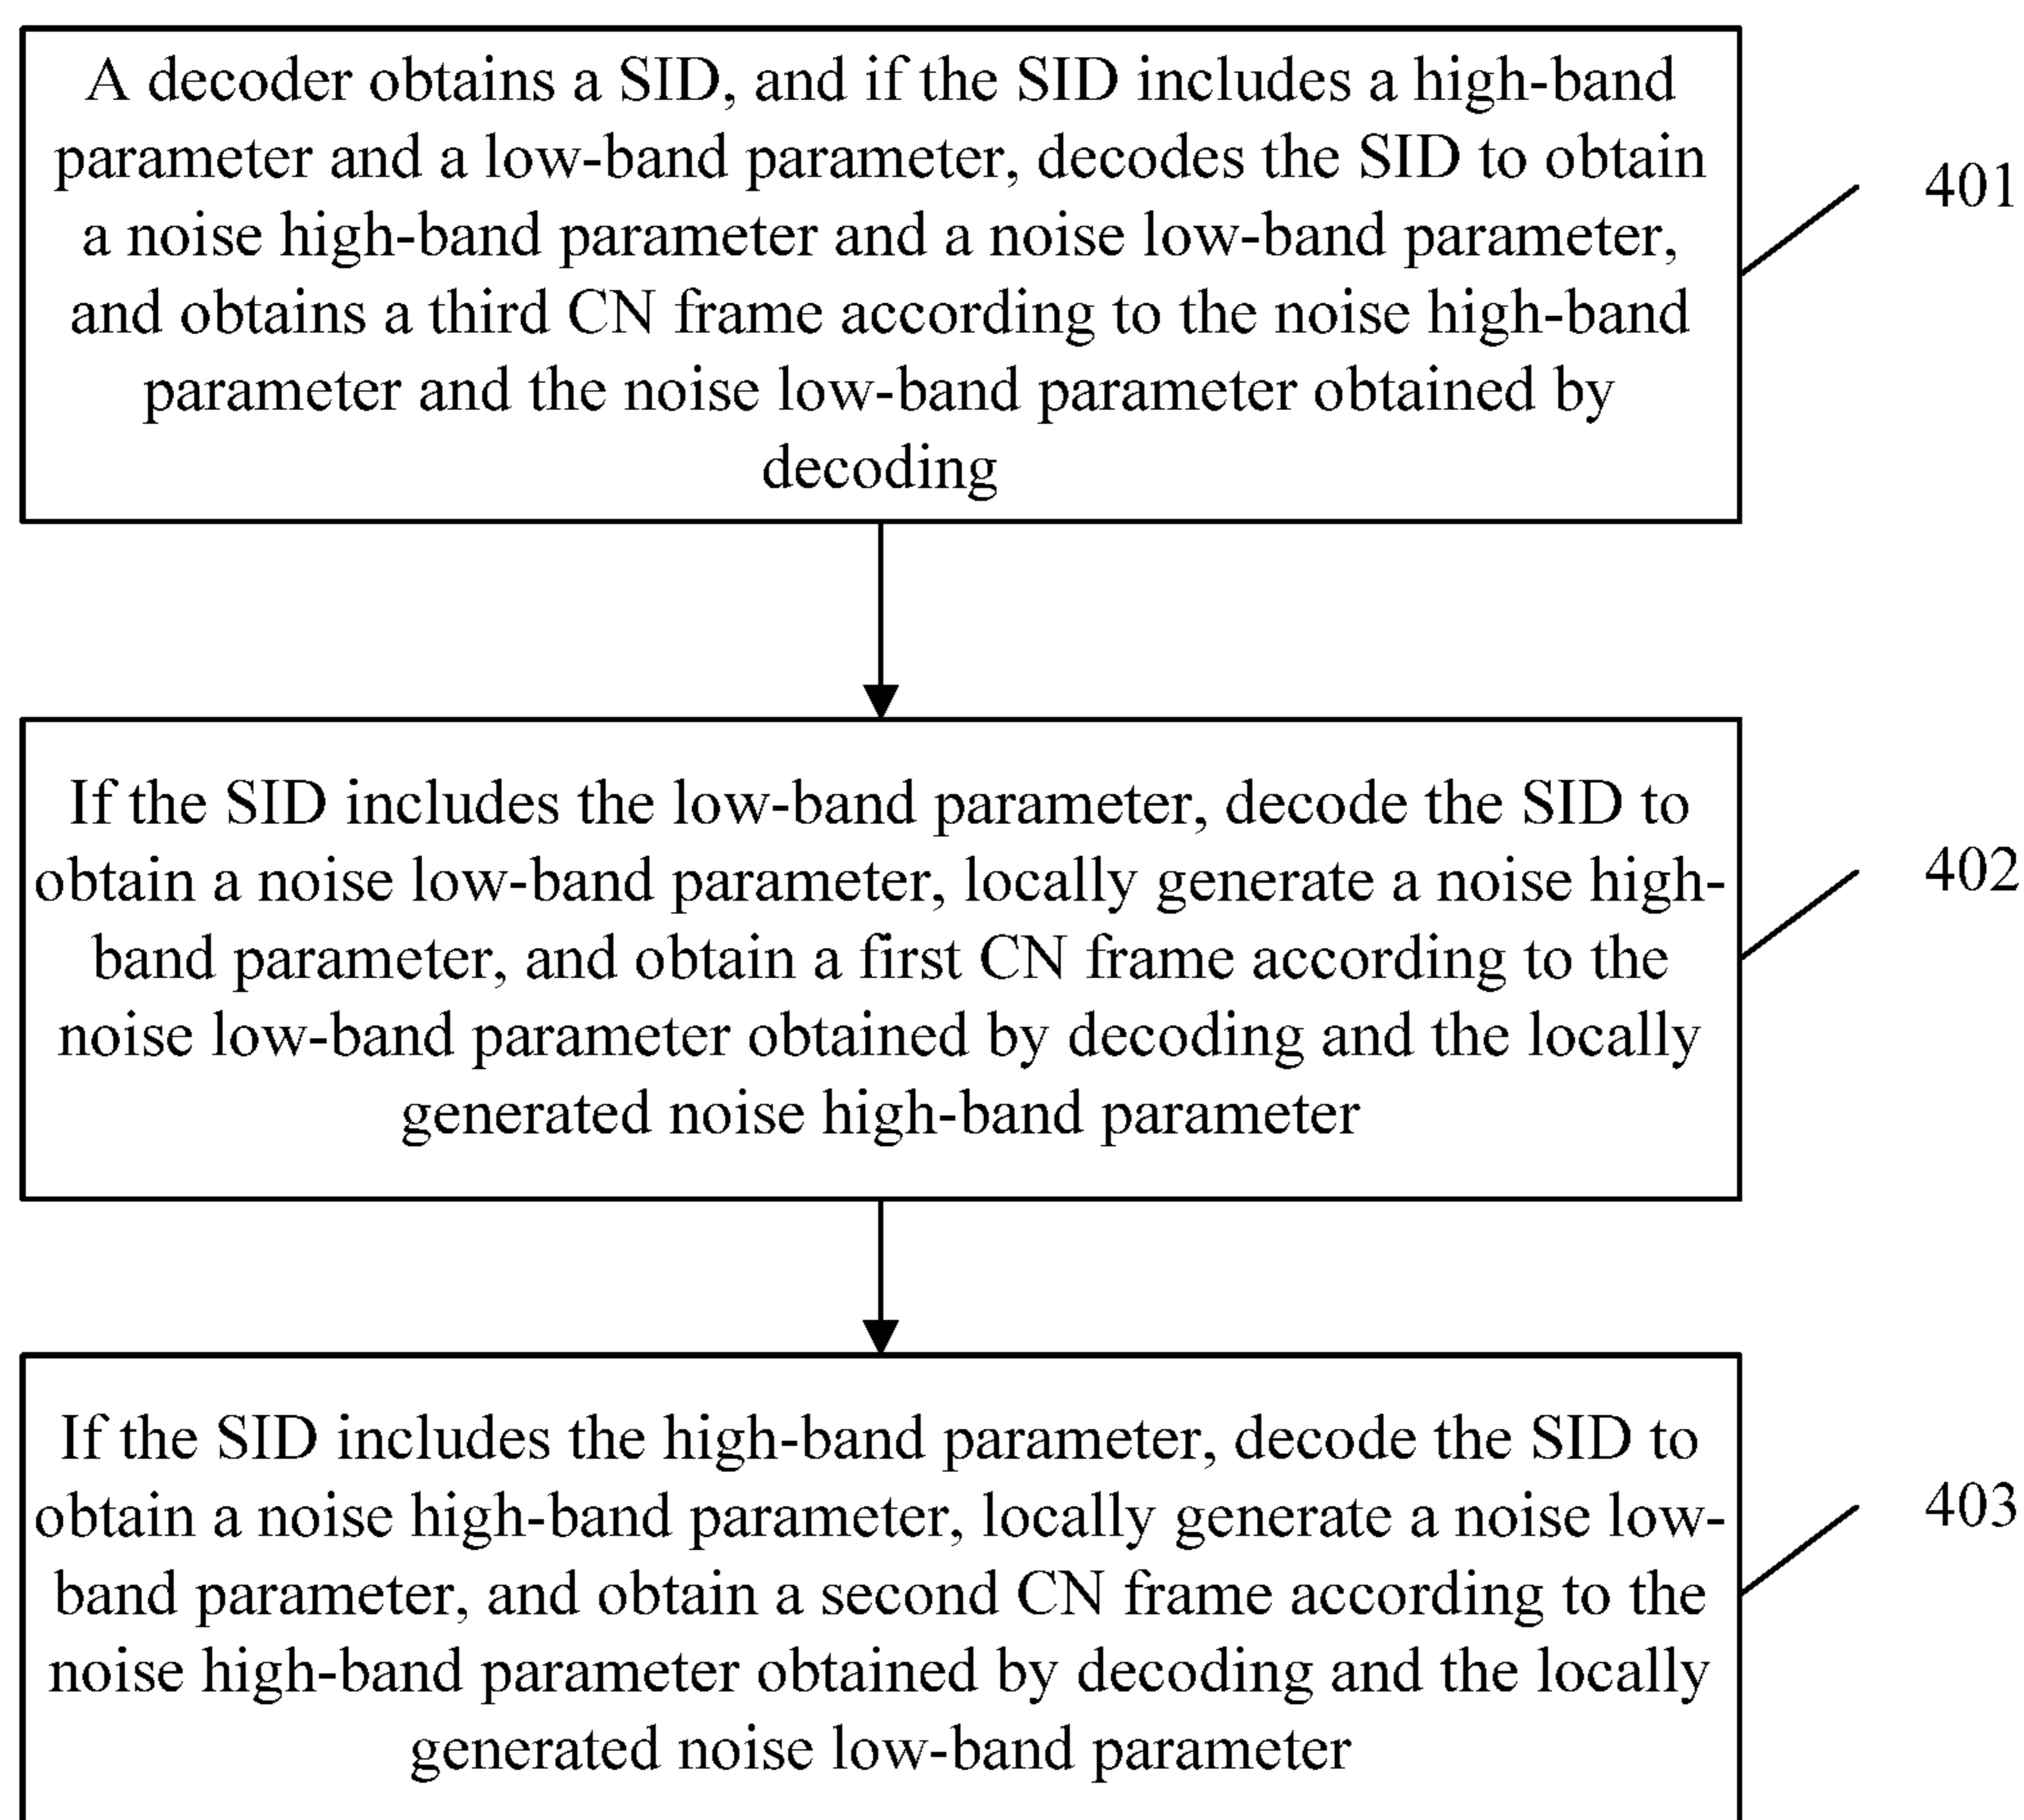 A decoder obtains a SID, and if the SID includes a high-band
parameter and a low-band parameter, decodes the SID to obtain
a noise high-band parameter and a noise low-band parameter,
and obtains a third CN frame according to the noise high-band
parameter and the noise low-band parameter obtained by
decoding
401
If the SID includes the low-band parameter, decode the SID to
obtain a noise low-band parameter, locally generate a noise high-
band parameter, and obtain a first CN frame according to the
noise low-band parameter obtained by decoding and the locally
generated noise high-band parameter
402
If the SID includes the high-band parameter, decode the SID to
obtain a noise high-band parameter, locally generate a noise low-
band parameter, and obtain a second CN frame according to the
noise high-band parameter obtained by decoding and the locally
generated noise low-band parameter
403